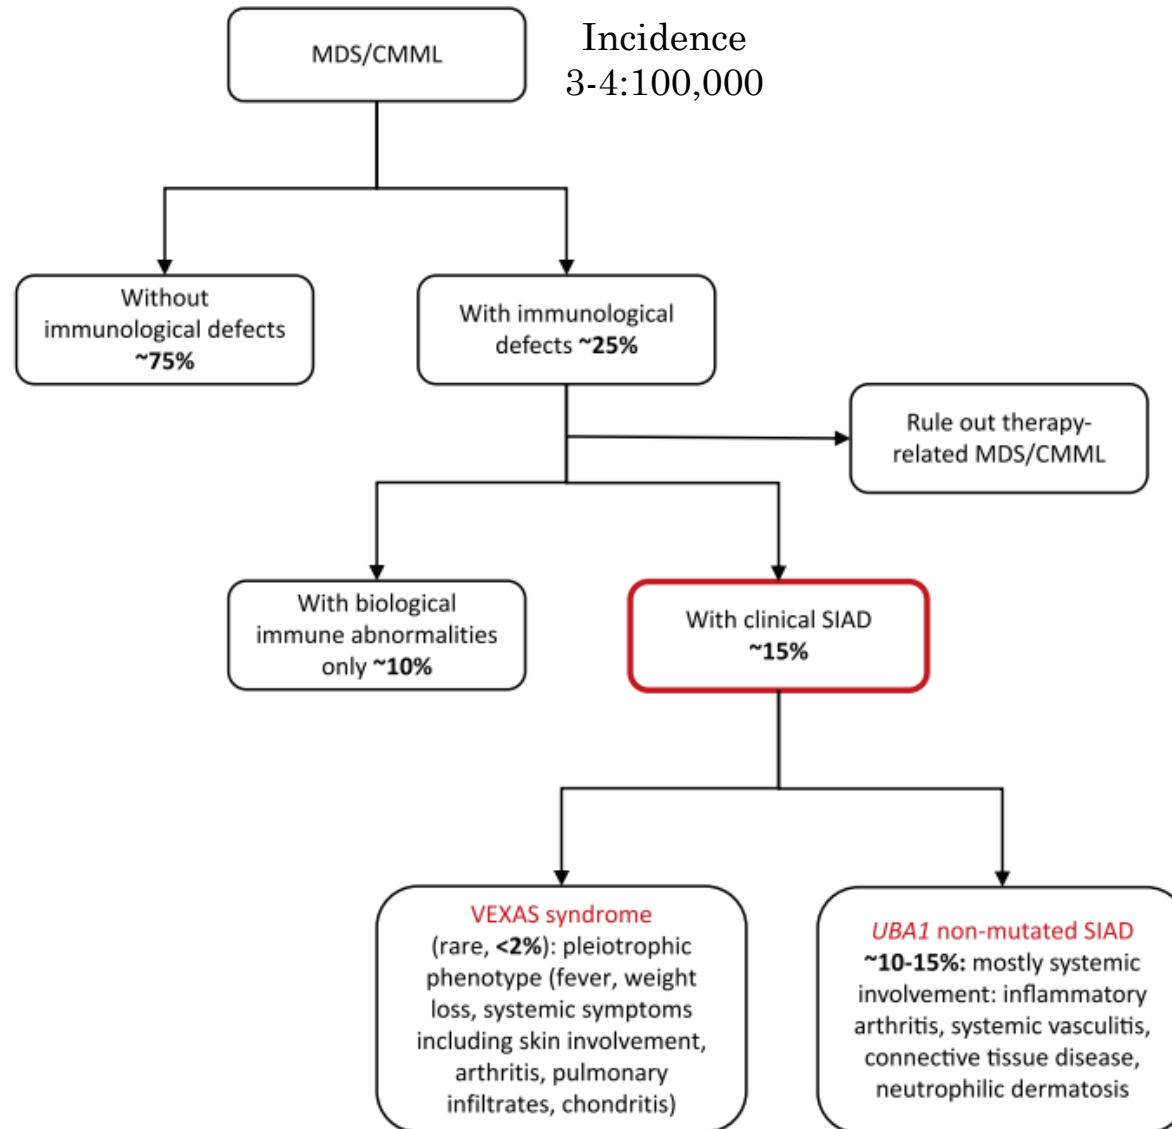 MDS/CMML
Incidence
3-4:100,000
Without
immunological defects
~75%
With immunological
defects ~25%
Rule out therapy-
related MDS/CMML
With biological
immune abnormalities
only ~10%
With clinical SIAD
~15%
VEXAS syndrome
(rare, <2%): pleiotrophic
phenotype (fever, weight
loss, systemic symptoms
including skin involvement,
arthritis, pulmonary
infiltrates, chondritis)
UBA1 non-mutated SIAD
~10-15%: mostly systemic
involvement: inflammatory
arthritis, systemic vasculitis,
connective tissue disease,
neutrophilic dermatosis